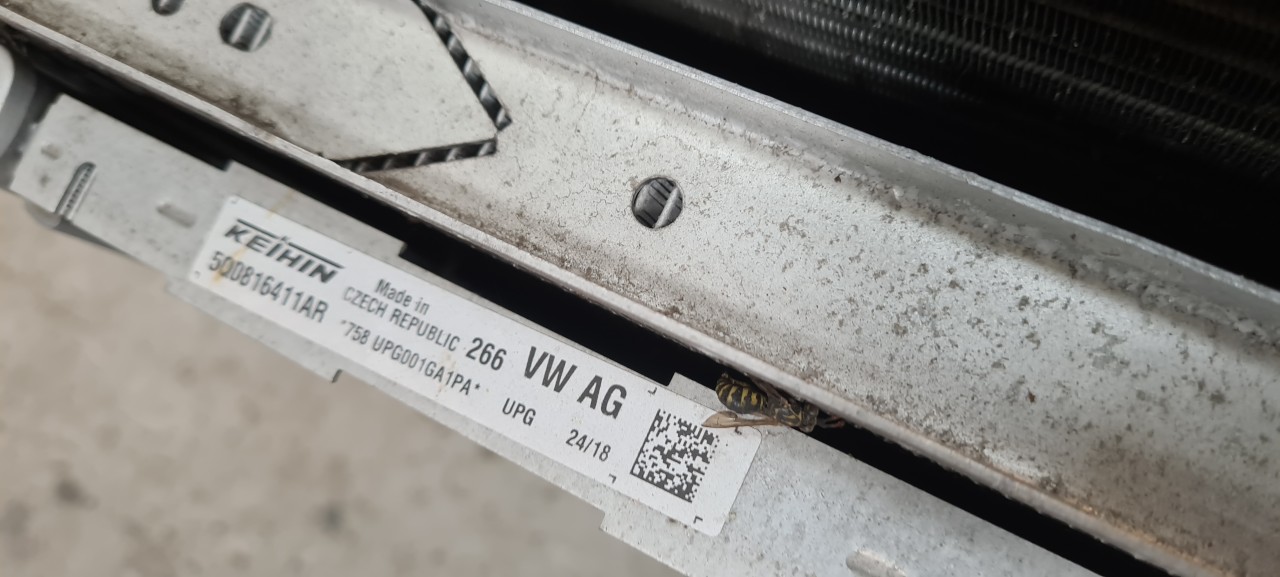 KEIHIN
5Q0816411AR
Made in
CZECH REPUBLIC
266
VW AG
*758 UPG001GA1PA*
UPG
24/18